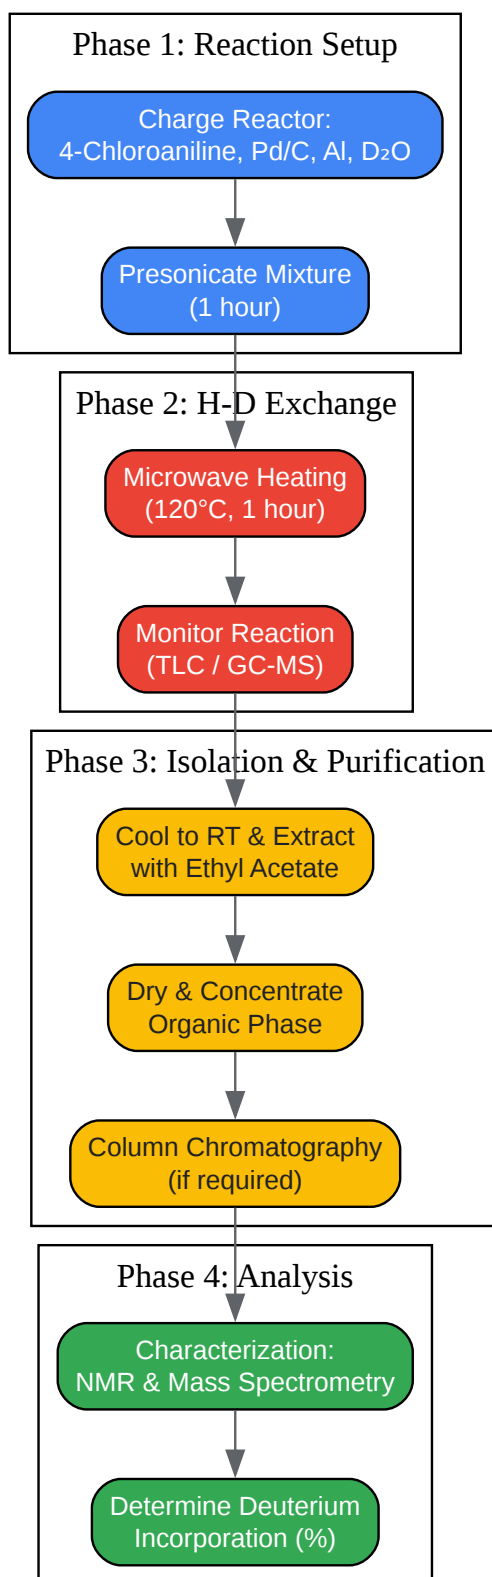 Phase 1: Reaction Setup
Charge Reactor:
4-Chloroaniline, Pd/C, Al, D₂O
Presonicate Mixture
(1 hour)
Phase 2: H-D Exchange
Microwave Heating
(120°C, 1 hour)
Monitor Reaction
(TLC / GC-MS)
Phase 3: Isolation & Purification
Cool to RT & Extract
with Ethyl Acetate
Dry & Concentrate
Organic Phase
Column Chromatography
(if required)
Phase 4: Analysis
Characterization:
NMR & Mass Spectrometry
Determine Deuterium
Incorporation (%)